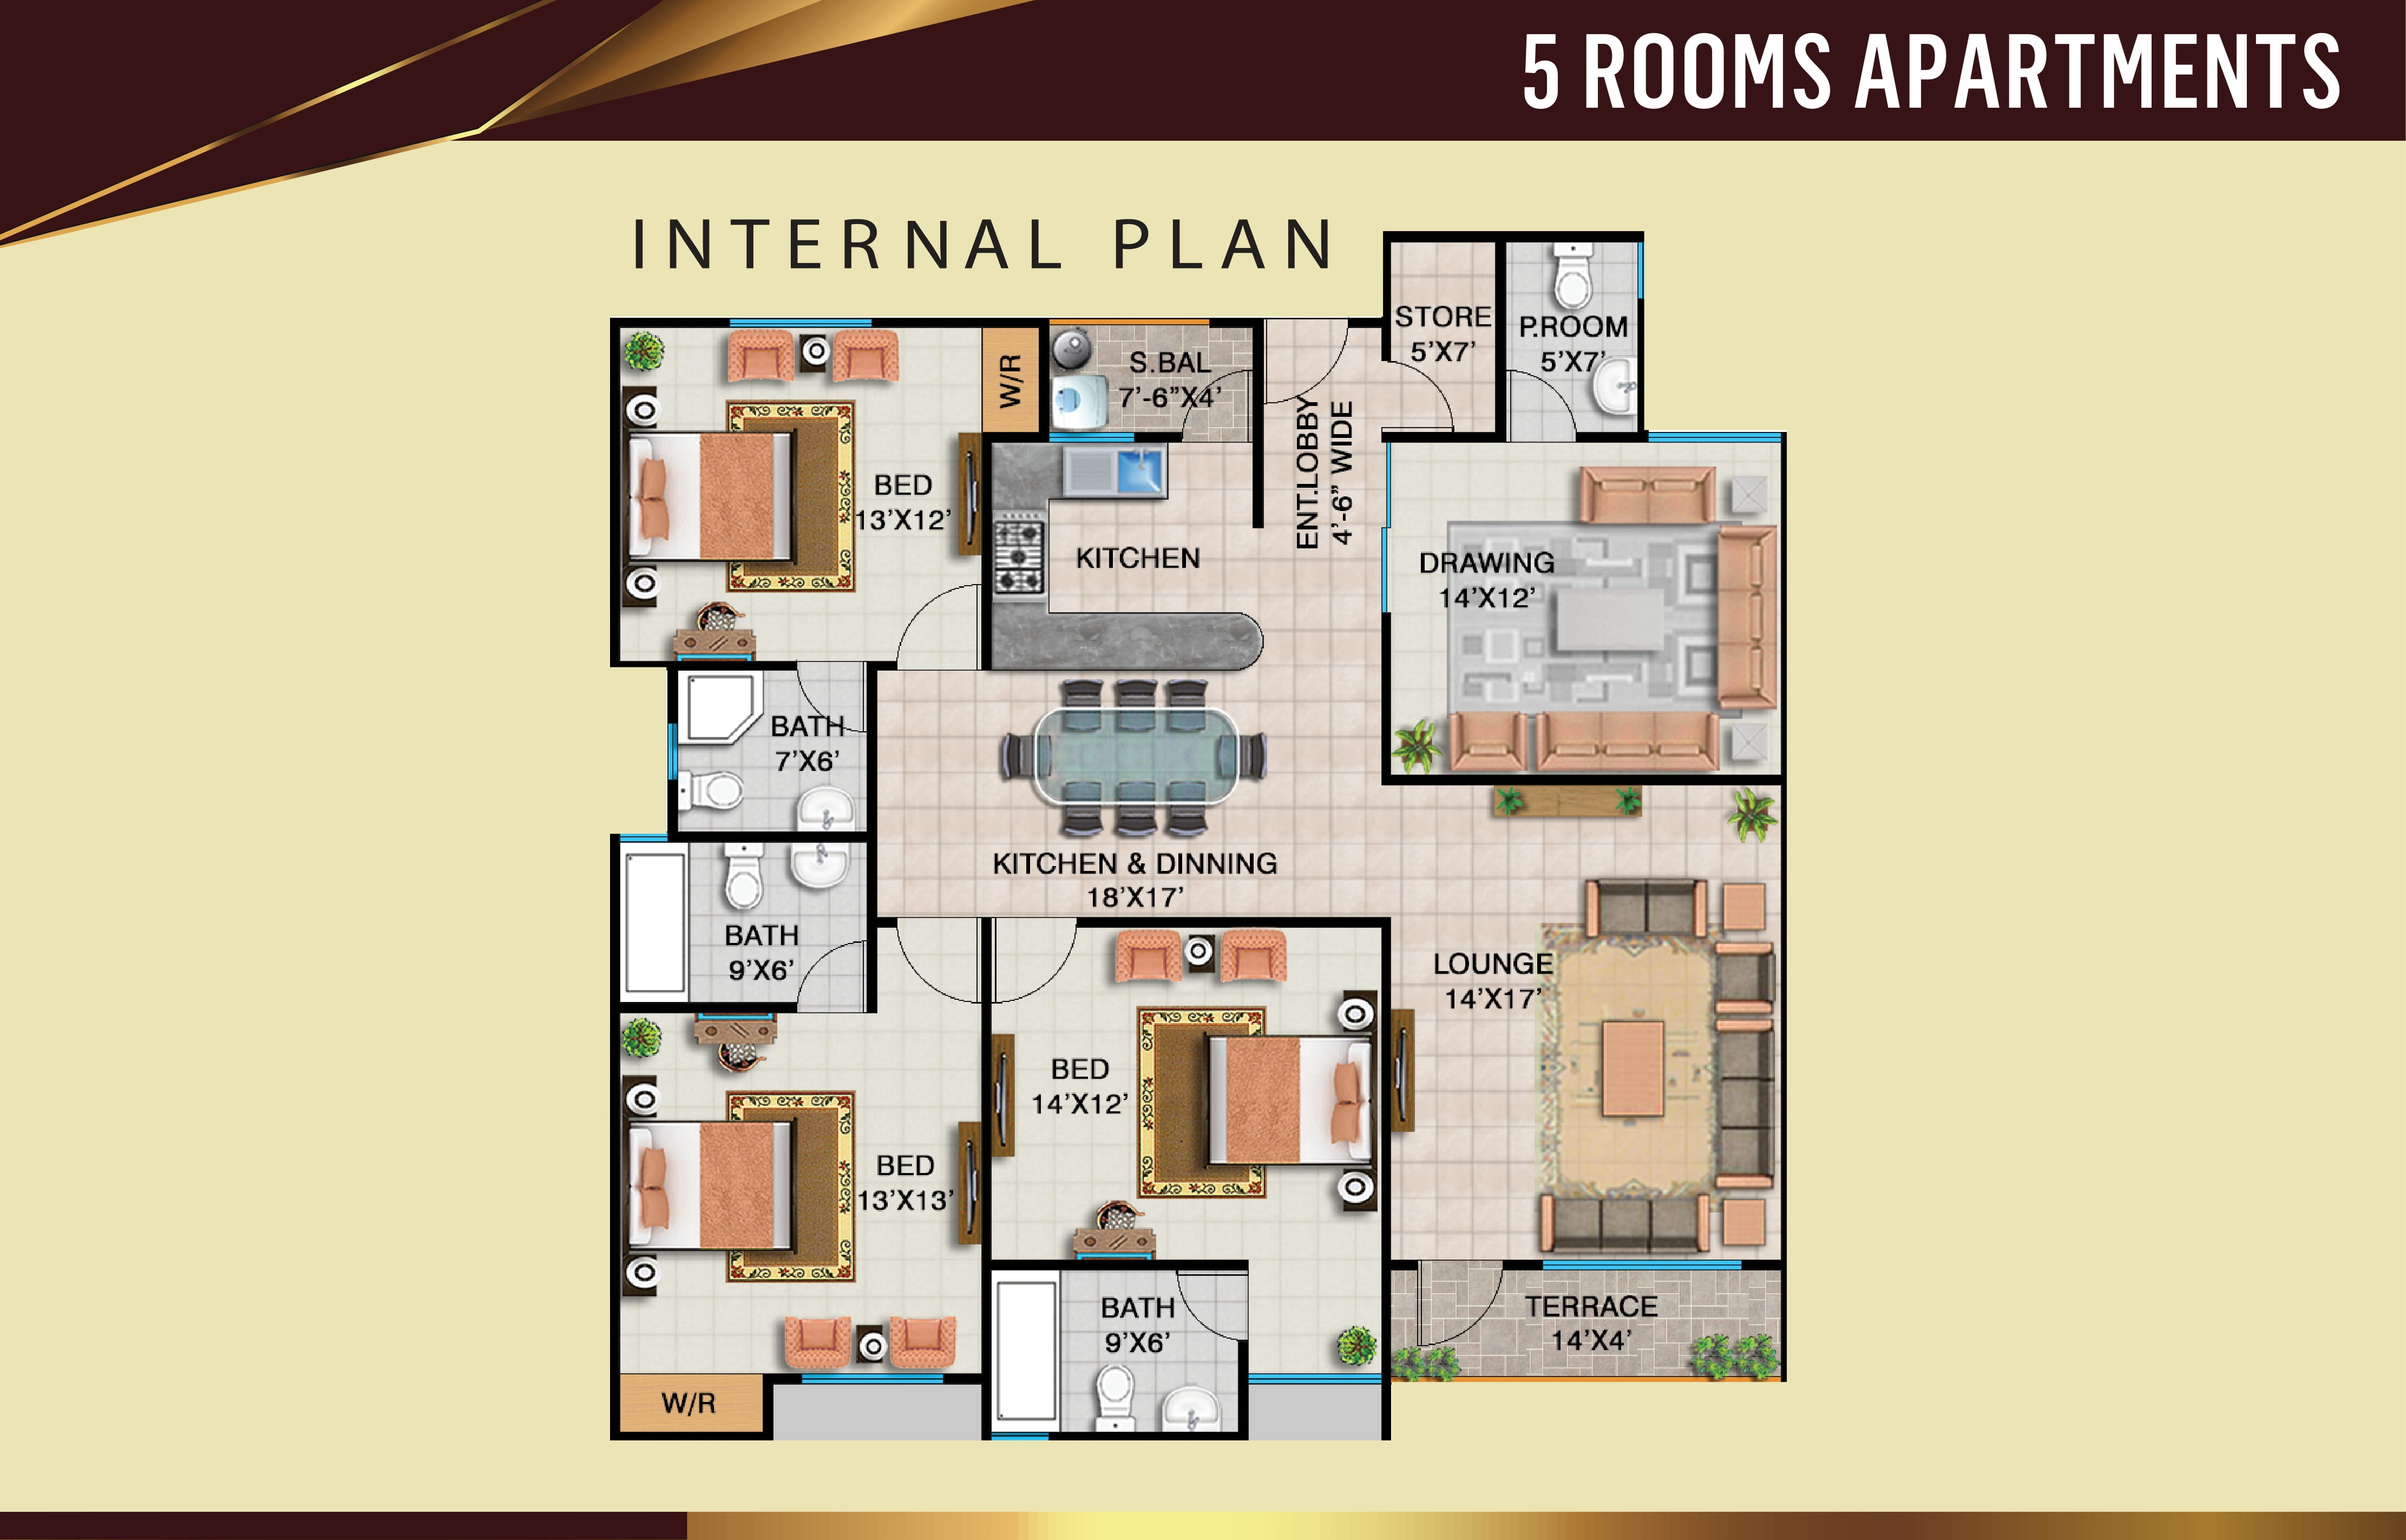 5 ROOMS APARTMENTS
INTERNAL PLAN
STORE
5'X7'
P.ROOM
5'X7'
W/R
S.BAL
7'-6"X4'
ENT.LOBBY
4'-6" WIDE
BED
13'X12'
KITCHEN
DRAWING
14'X12'
BATH
7'X6'
KITCHEN & DINNING
18'X17'
BATH
9'X6'
LOUNGE
14'X17'
BED
14'X12'
BED
13'X13'
BATH
9'X6'
TERRACE
14'X4'
W/R